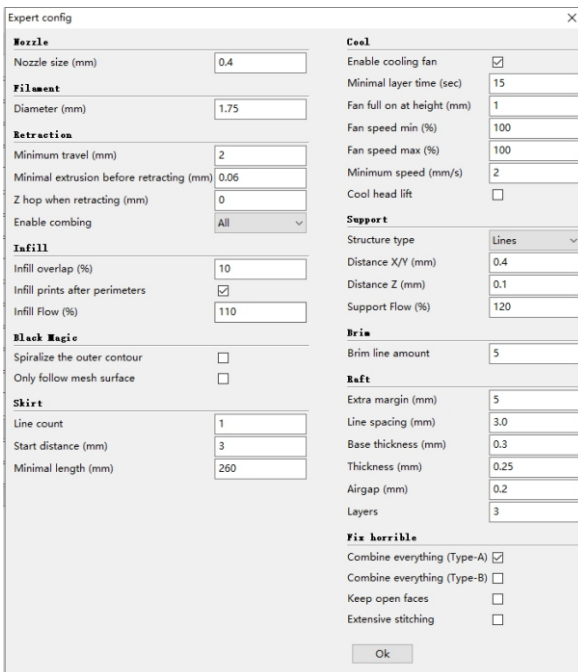 Expert config
Nozzle
Nozzle size (mm) 0.4
Filament
Diameter (mm) 1.75
Retraction
Minimum travel (mm) 2
Minimal extrusion before retracting (mm) 0.06
Z hop when retracting (mm) 0
Enable combing All
Infill
Infill overlap (%) 10
Infill prints after perimeters
Infill Flow (%) 110
Black Magic
Spiralize the outer contour
Only follow mesh surface
Skirt
Line count 1
Start distance (mm) 3
Minimal length (mm) 260
Cool
Enable cooling fan
Minimal layer time (sec) 15
Fan full on at height (mm) 1
Fan speed min (%) 100
Fan speed max (%) 100
Minimum speed (mm/s) 2
Cool head lift
Support
Structure type Lines
Distance X/Y (mm) 0.4
Distance Z (mm) 0.1
Support Flow (%) 120
Brim
Brim line amount 5
Raft
Extra margin (mm) 5
Line spacing (mm) 3.0
Base thickness (mm) 0.3
Thickness (mm) 0.25
Airgap (mm) 0.2
Layers 3
Fix horrible
Combine everything (Type-A)
Combine everything (Type-B)
Keep open faces
Extensive stitching
Ok